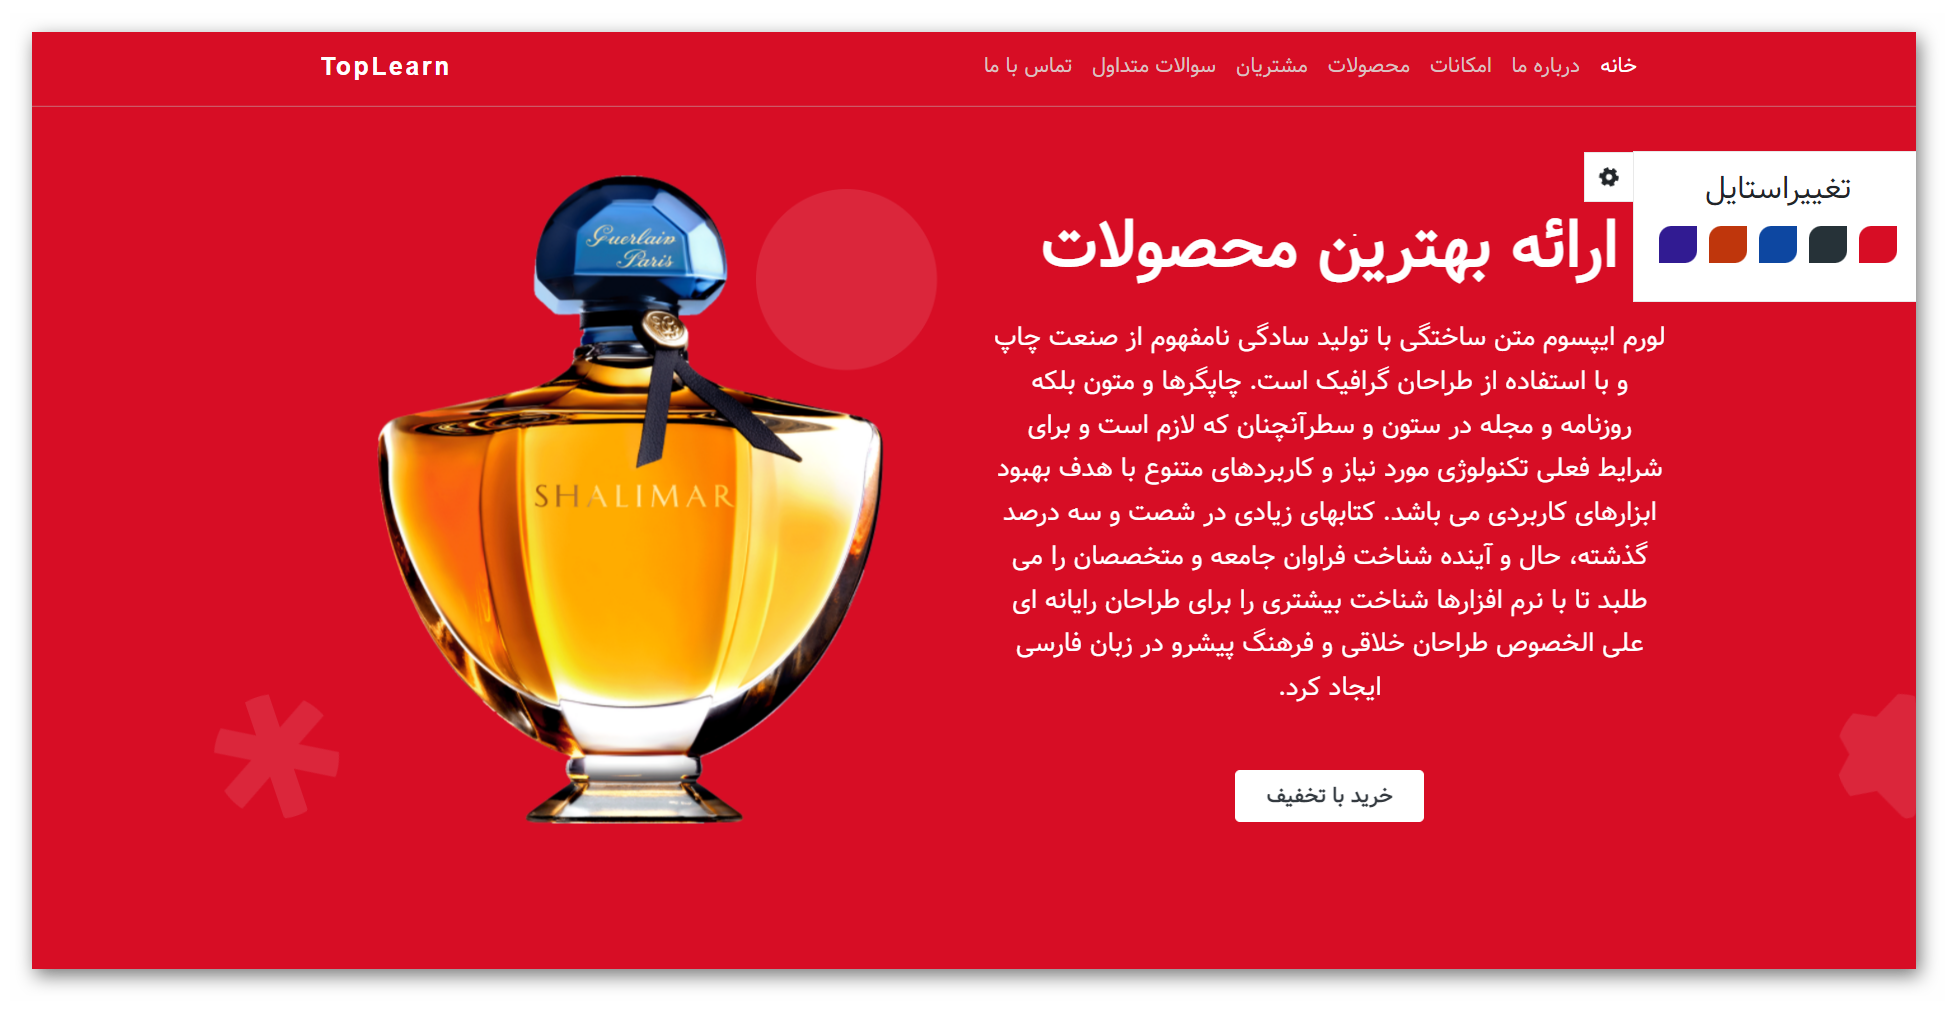 خانه درباره ما امکانات محصولات مشتریان سوالات متداول تماس با ما
TopLearn
تغییراستایل
ارائه بهترین محصولات
لورم ایپسوم متن ساختگی با تولید سادگی نامفهوم از صنعت چاپ
و با استفاده از طراحان گرافیک است. چاپگرها و متون بلکه
روزنامه و مجله در ستون و سطرآنچنان که لازم است و برای
شرایط فعلی تکنولوژی مورد نیاز و کاربردهای متنوع با هدف بهبود
ابزارهای کاربردی می باشد. کتابهای زیادی در شصت و سه درصد
گذشته، حال و آینده شناخت فراوان جامعه و متخصصان را می
طلبد تا با نرم افزارها شناخت بیشتری را برای طراحان رایانه ای
علی الخصوص طراحان خلاقی و فرهنگ پیشرو در زبان فارسی
ایجاد کرد.
خرید با تخفیف
Guerlain
Paris
SHALIMAR